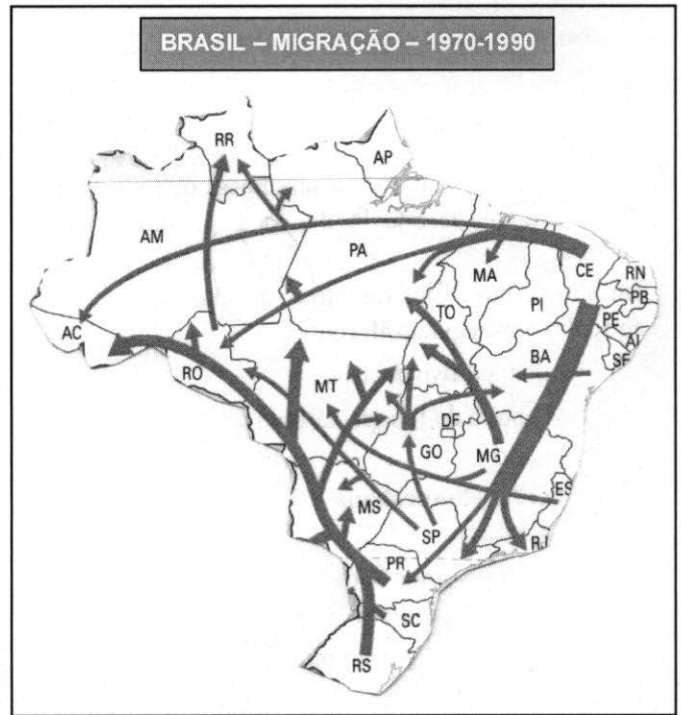 BRASIL – MIGRAÇÃO – 1970-1990
RR
AP
AM
PA
MA
CE
RN
PB
PE
AL
SE
PI
TO
AC
RO
BA
MT
DF
GO
MG
ES
MS
SP
RJ
PR
SC
RS